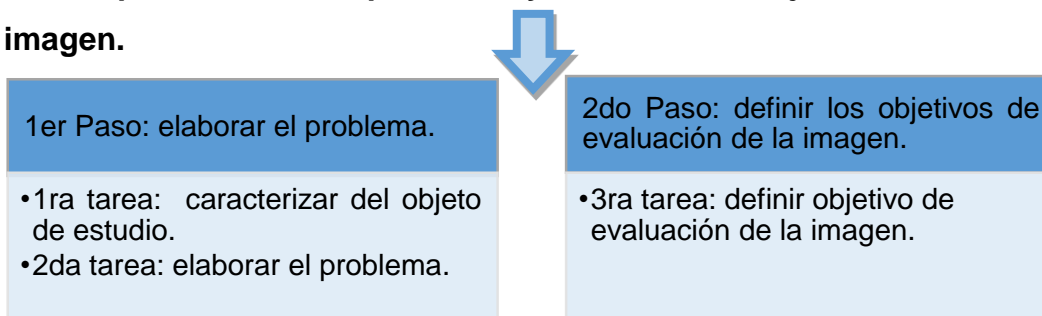 imagen.
1er Paso: elaborar el problema.
•1ra tarea: caracterizar del objeto
de estudio.
•2da tarea: elaborar el problema.
2do Paso: definir los objetivos de
evaluación de la imagen.
•3ra tarea: definir objetivo de
evaluación de la imagen.